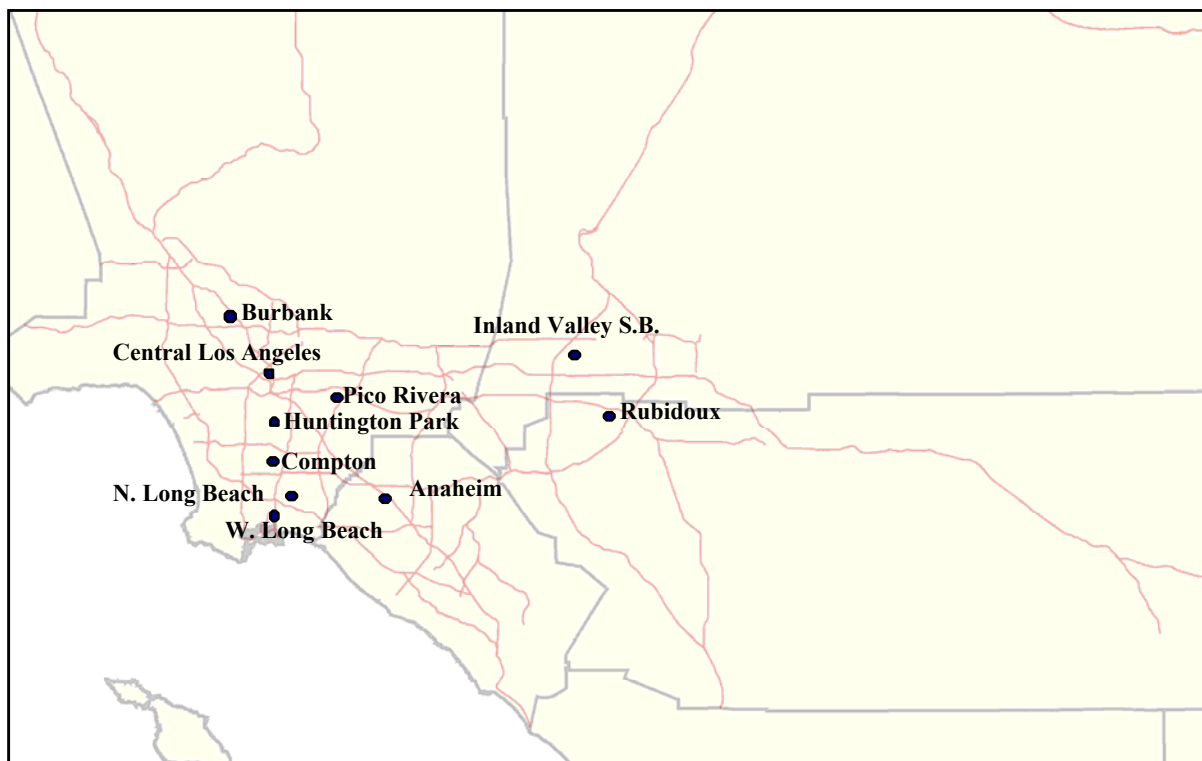 Burbank
Inland Valley S.B.
Central Los Angeles
Pico Rivera
Rubidoux
Huntington Park
Compton
Anaheim
N. Long Beach
W. Long Beach